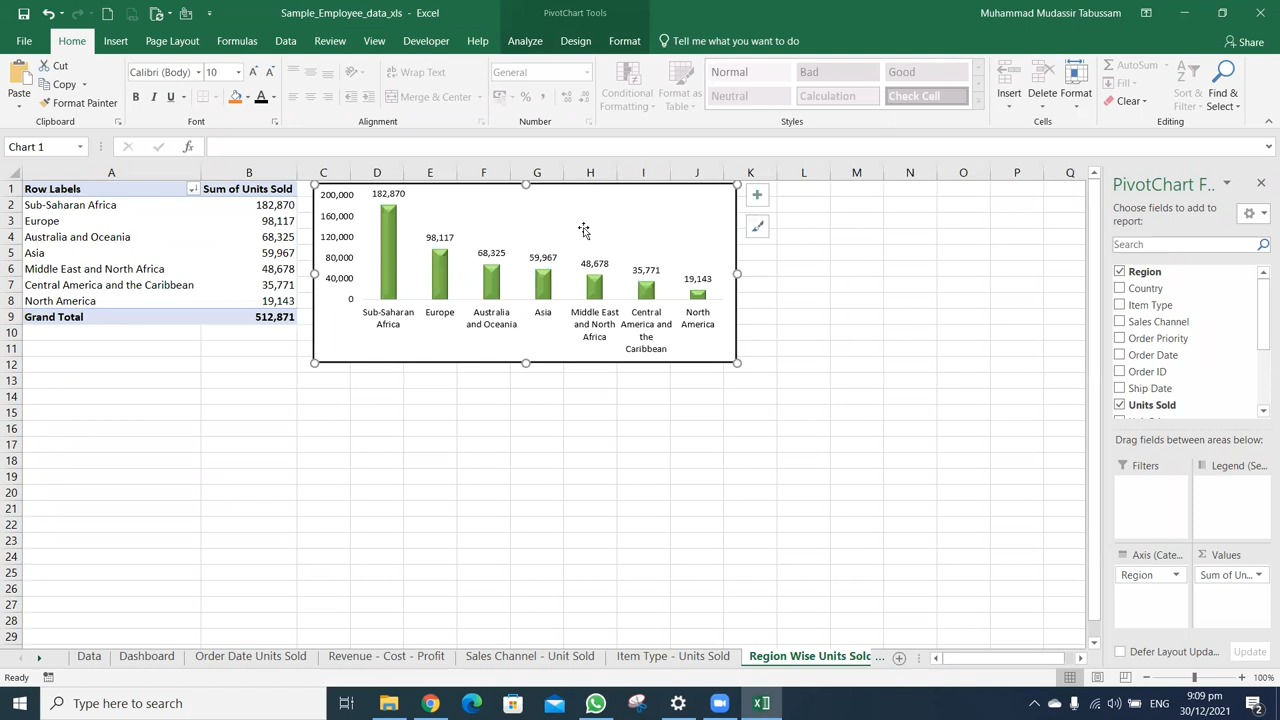 Sample_Employee_data_xls - Excel
PivotChart Tools
Muhammad Mudassir Tabussam
File Home Insert Page Layout Formulas Data Review View Developer Help Analyze Design Format Tell me what you want to do Share
Paste
Cut
Copy
Format Painter
Clipboard
Calibri (Body) 10
B I U
Font
Wrap Text
Merge & Center
Alignment
General
Number
Conditional Formatting
Format as Table
Normal Bad Good
Neutral Calculation Check Cell
Styles
Insert Delete Format
Cells
AutoSum
Fill
Clear
Sort & Filter
Find & Select
Editing
Chart 1
fx
A B C D E F G H I J K L M N O P Q
1 Row Labels Sum of Units Sold
2 Sub-Saharan Africa 182,870
3 Europe 98,117
4 Australia and Oceania 68,325
5 Asia 59,967
6 Middle East and North Africa 48,678
7 Central America and the Caribbean 35,771
8 North America 19,143
9 Grand Total 512,871
10
11
12
13
14
15
16
17
18
19
20
21
22
23
24
25
26
27
28
29
200,000
160,000
120,000
80,000
40,000
0
182,870
98,117
68,325
59,967
48,678
35,771
19,143
Sub-Saharan Africa
Europe
Australia and Oceania
Asia
Middle East and North Africa
Central America and the Caribbean
North America
PivotChart F...
Choose fields to add to report:
Search
Region
Country
Item Type
Sales Channel
Order Priority
Order Date
Order ID
Ship Date
Units Sold
Drag fields between areas below:
Filters
Legend (Se...
Axis (Cate...
Values
Region
Sum of Un...
Defer Layout Upda...
Update
Data Dashboard Order Date Units Sold Revenue - Cost - Profit Sales Channel - Unit Sold Item Type - Units Sold Region Wise Units Sold ...
Ready
100%
Type here to search
9:09 pm
30/12/2021
2